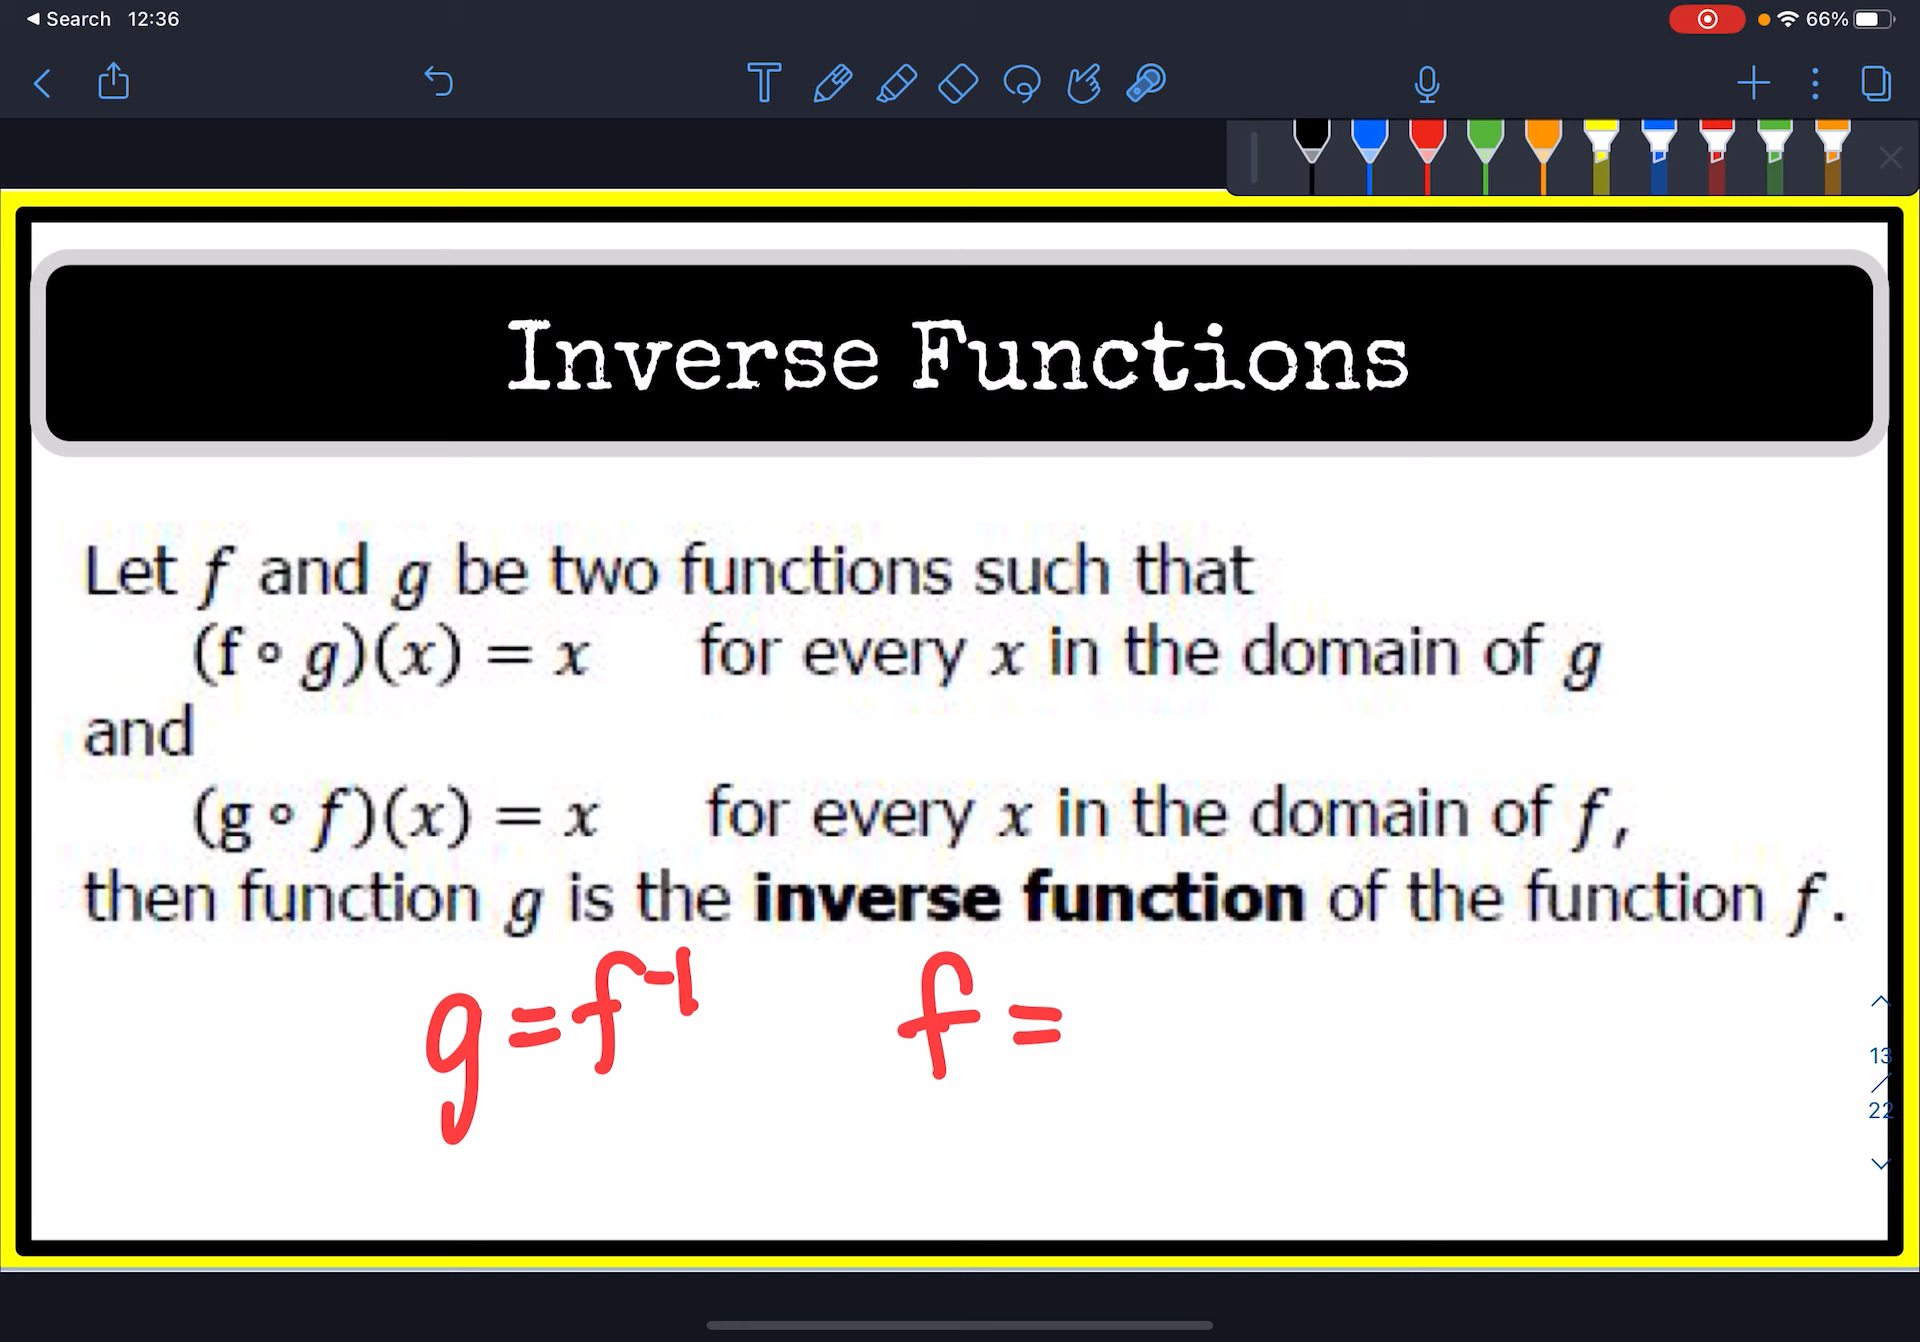 ◀ Search 12:36 66%
Inverse Functions
Let f and g be two functions such that
(f ∘ g)(x) = x for every x in the domain of g
and
(g ∘ f)(x) = x for every x in the domain of f,
then function g is the inverse function of the function f.
g = f⁻¹ f =
13
/
22